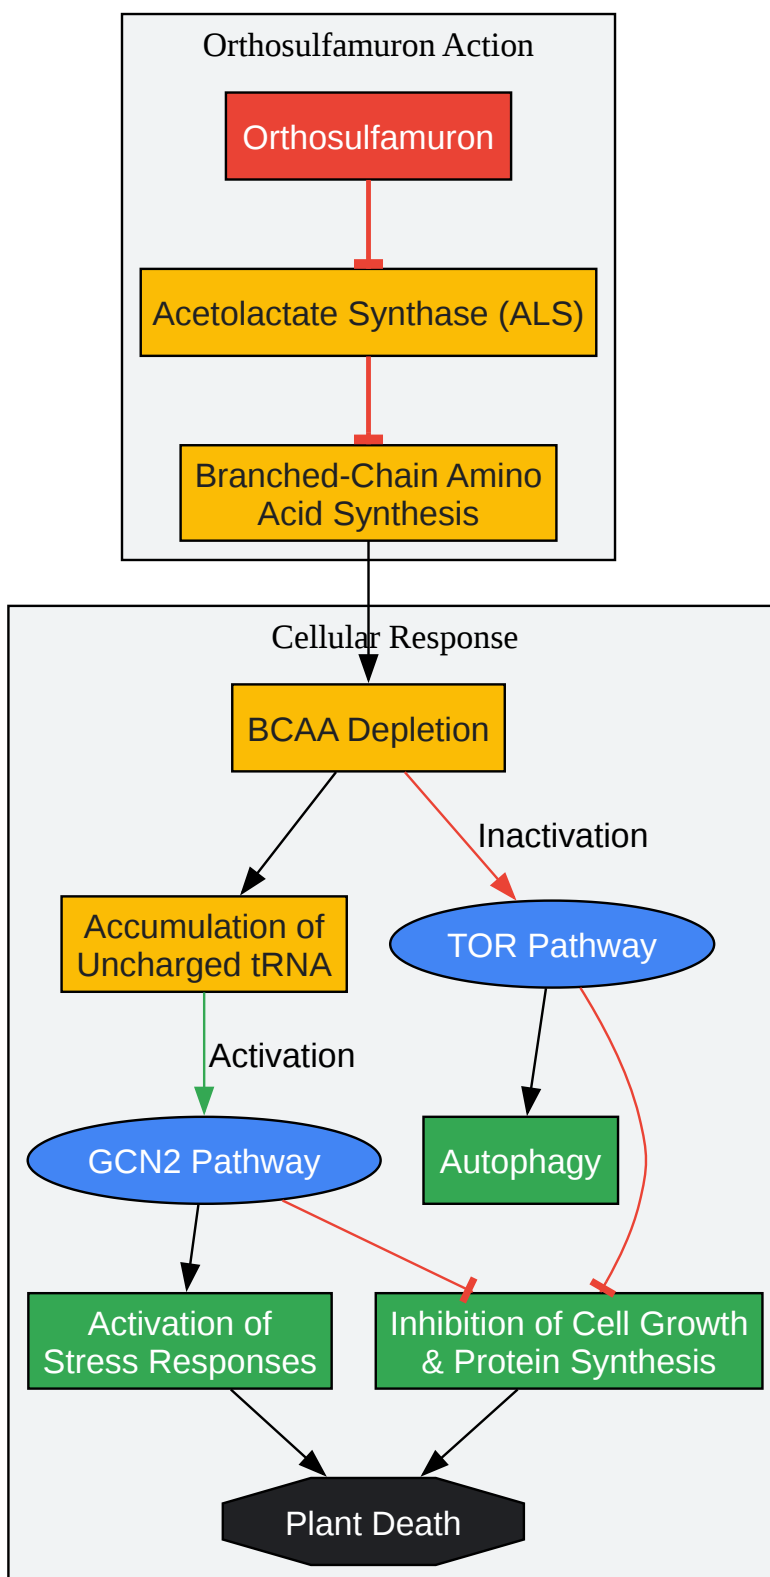 Orthosulfamuron Action
Orthosulfamuron
Acetolactate Synthase (ALS)
Branched-Chain Amino
Acid Synthesis
Cellular Response
BCAA Depletion
Inactivation
Accumulation of
Uncharged tRNA
TOR Pathway
Activation
GCN2 Pathway
Autophagy
Activation of
Stress Responses
Inhibition of Cell Growth
& Protein Synthesis
Plant Death